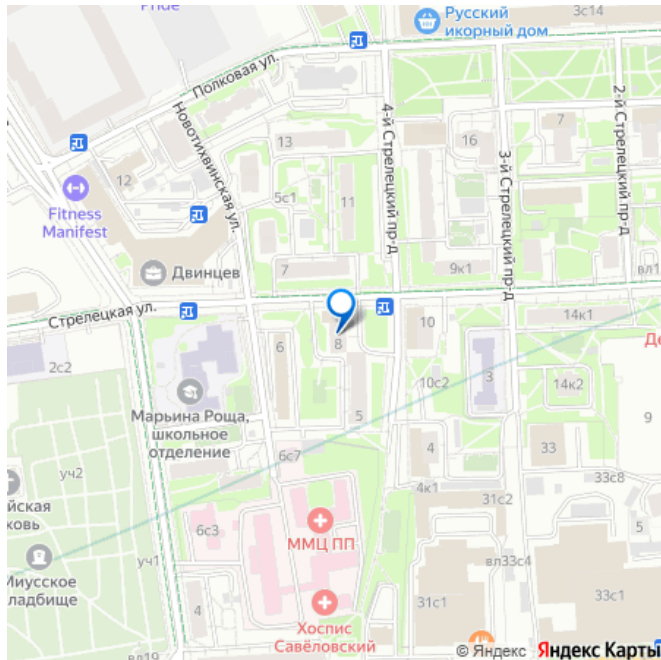 Pride
Русский
икорный дом
3с14
Полковая ул.
Новотихвинская ул.
4-й Стрелецкий пр-д
3-й Стрелецкий пр-д
2-й Стрелецкий пр-д
13
16
7
12
5с1
11
Fitness
Manifest
Двинцев
7
9к1
вл1
Стрелецкая ул.
14к1
10
6
8
Де
2с2
10с2
3
14к2
Марьина Роща,
школьное
отделение
5
9
4
33
6с7
уч2
йская
ковь
4к1
31с2
33с8
6с3
ММЦ ПП
5
уч1
вл33с4
Миусское
ладбище
4
31с1
33с1
Хоспис
Савёловский
вл19
© Яндекс Яндекс Карты